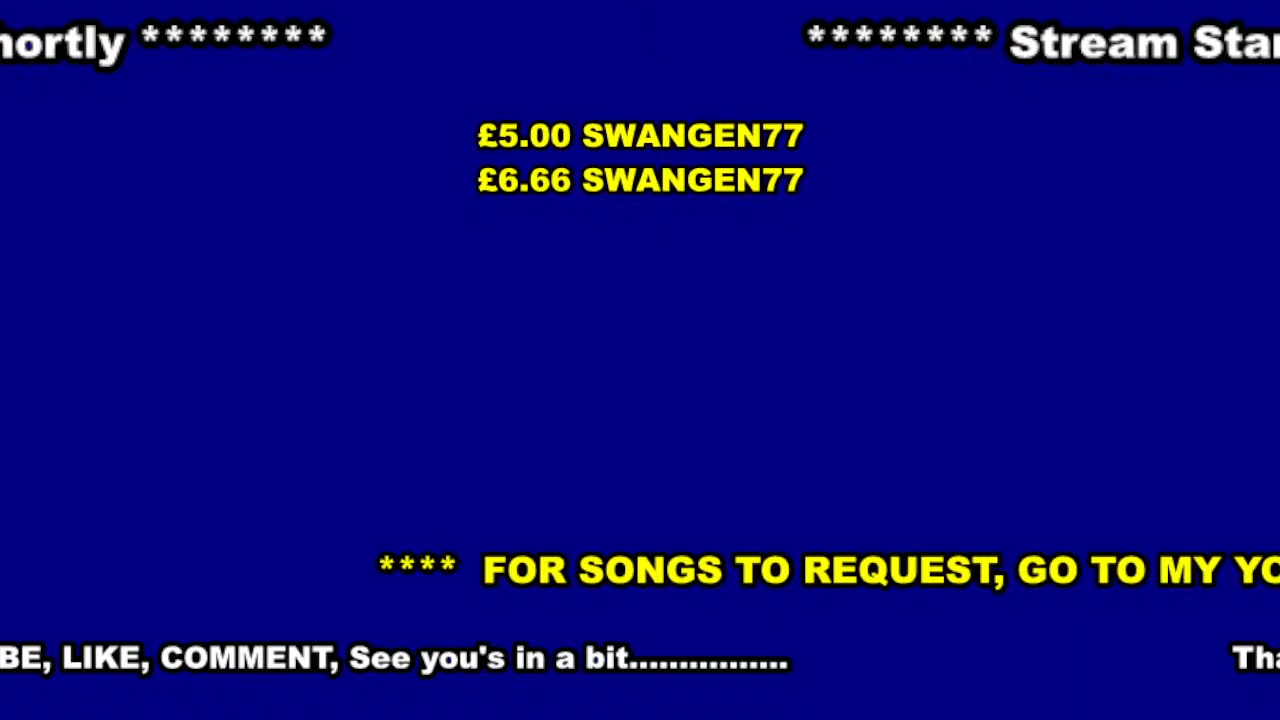 hortly ******** ******** Stream Star
£5.00 SWANGEN77
£6.66 SWANGEN77
**** FOR SONGS TO REQUEST, GO TO MY YO
BE, LIKE, COMMENT, See you's in a bit................ Tha